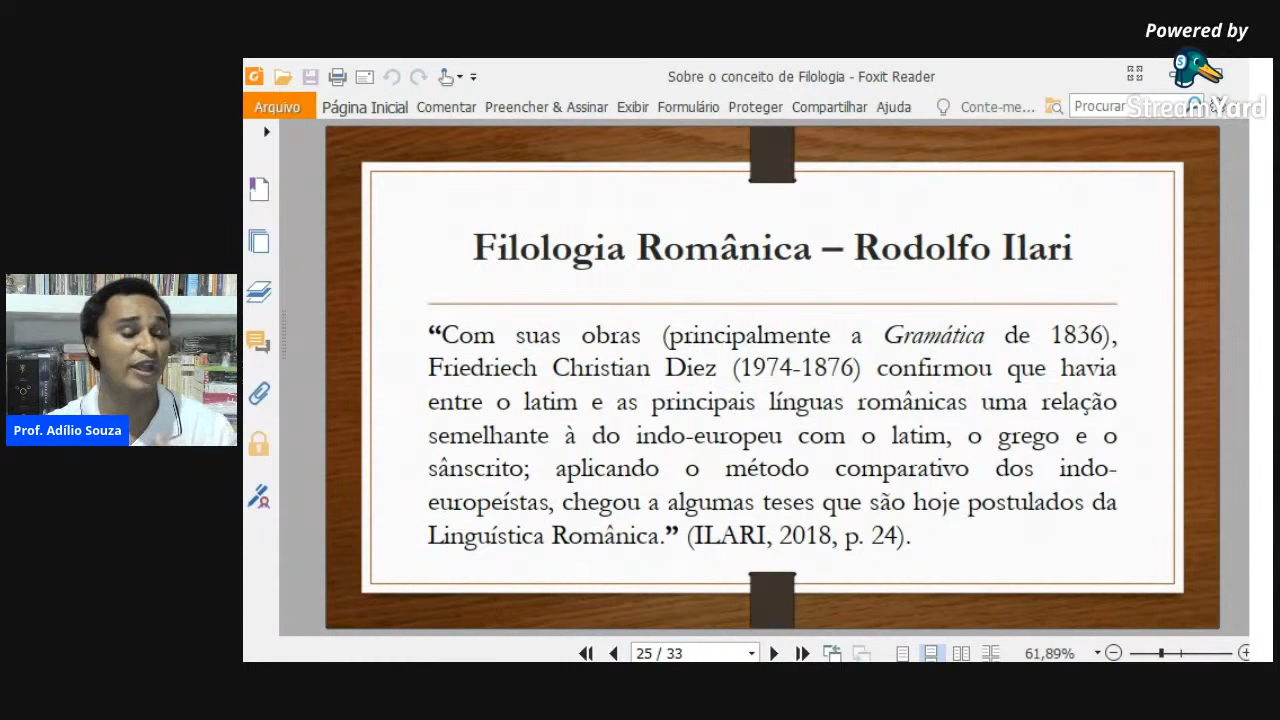 Powered by
StreamYard
Sobre o conceito de Filologia - Foxit Reader
Arquivo Página Inicial Comentar Preencher & Assinar Exibir Formulário Proteger Compartilhar Ajuda Conte-me... Procurar
Filologia Românica – Rodolfo Ilari
“Com suas obras (principalmente a Gramática de 1836),
Friedriech Christian Diez (1974-1876) confirmou que havia
entre o latim e as principais línguas românicas uma relação
semelhante à do indo-europeu com o latim, o grego e o
sânscrito; aplicando o método comparativo dos indo-
europeístas, chegou a algumas teses que são hoje postulados da
Linguística Românica.” (ILARI, 2018, p. 24).
Prof. Adílio Souza
25 / 33
61,89%